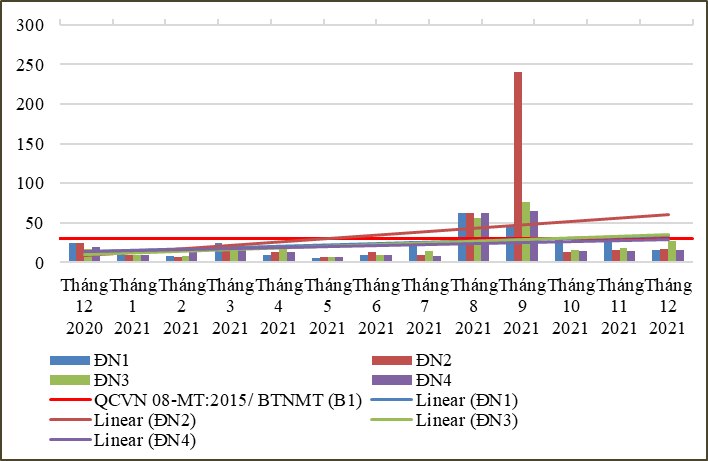 300
250
200
150
100
50
0
Tháng Tháng Tháng Tháng Tháng Tháng Tháng Tháng Tháng Tháng Tháng Tháng Tháng
12 1 2 3 4 5 6 7 8 9 10 11 12
2020 2021 2021 2021 2021 2021 2021 2021 2021 2021 2021 2021 2021
ĐN1 ĐN2
ĐN3 ĐN4
QCVN 08-MT:2015/ BTNMT (B1) Linear (ĐN1)
Linear (ĐN2) Linear (ĐN3)
Linear (ĐN4)